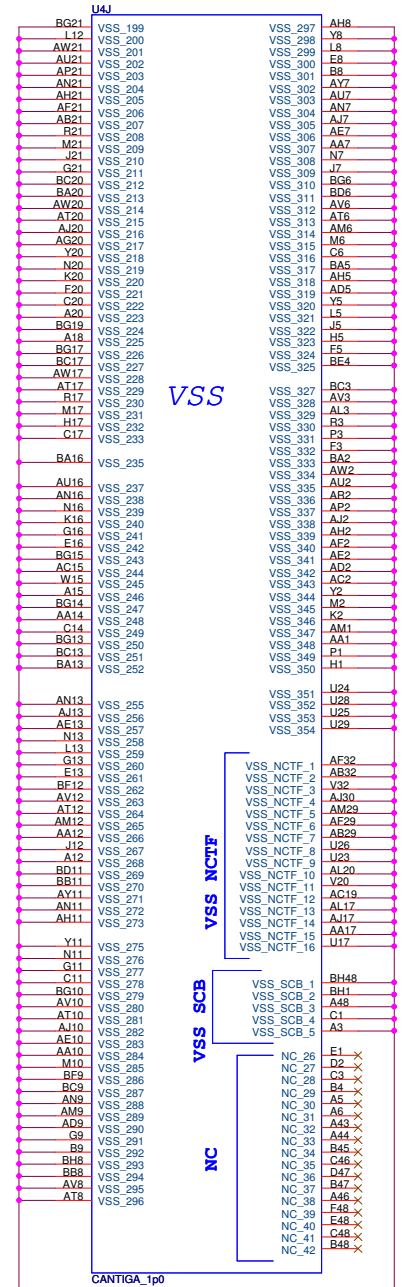 U4J
BG21 VSS_199
L12 VSS_200
AW21 VSS_201
AU21 VSS_202
AP21 VSS_203
AN21 VSS_204
AH21 VSS_205
AF21 VSS_206
AB21 VSS_207
R21 VSS_208
M21 VSS_209
J21 VSS_210
G21 VSS_211
BC20 VSS_212
BA20 VSS_213
AW20 VSS_214
AT20 VSS_215
AJ20 VSS_216
AG20 VSS_217
Y20 VSS_218
N20 VSS_219
K20 VSS_220
F20 VSS_221
C20 VSS_222
A20 VSS_223
BG19 VSS_224
A18 VSS_225
BG17 VSS_226
BC17 VSS_227
AW17 VSS_228
AT17 VSS_229
R17 VSS_230
M17 VSS_231
H17 VSS_232
C17 VSS_233
BA16 VSS_235
AU16 VSS_237
AN16 VSS_238
N16 VSS_239
K16 VSS_240
G16 VSS_241
E16 VSS_242
BG15 VSS_243
AC15 VSS_244
W15 VSS_245
A15 VSS_246
BG14 VSS_247
AA14 VSS_248
C14 VSS_249
BG13 VSS_250
BC13 VSS_251
BA13 VSS_252
AN13 VSS_255
AJ13 VSS_256
AE13 VSS_257
N13 VSS_258
L13 VSS_259
G13 VSS_260
E13 VSS_261
BF12 VSS_262
AV12 VSS_263
AT12 VSS_264
AM12 VSS_265
AA12 VSS_266
J12 VSS_267
A12 VSS_268
BD11 VSS_269
BB11 VSS_270
AY11 VSS_271
AN11 VSS_272
AH11 VSS_273
Y11 VSS_275
N11 VSS_276
G11 VSS_277
C11 VSS_278
BG10 VSS_279
AV10 VSS_280
AT10 VSS_281
AJ10 VSS_282
AE10 VSS_283
AA10 VSS_284
M10 VSS_285
BF9 VSS_286
BC9 VSS_287
AN9 VSS_288
AM9 VSS_289
AD9 VSS_290
G9 VSS_291
B9 VSS_292
BH8 VSS_293
BB8 VSS_294
AV8 VSS_295
AT8 VSS_296
VSS
VSS_297 AH8
VSS_298 Y8
VSS_299 L8
VSS_300 E8
VSS_301 B8
VSS_302 AY7
VSS_303 AU7
VSS_304 AN7
VSS_305 AJ7
VSS_306 AE7
VSS_307 AA7
VSS_308 N7
VSS_309 J7
VSS_310 BG6
VSS_311 BD6
VSS_312 AV6
VSS_313 AT6
VSS_314 AM6
VSS_315 M6
VSS_316 C6
VSS_317 BA5
VSS_318 AH5
VSS_319 AD5
VSS_320 Y5
VSS_321 L5
VSS_322 J5
VSS_323 H5
VSS_324 F5
VSS_325 BE4
VSS_327 BC3
VSS_328 AV3
VSS_329 AL3
VSS_330 R3
VSS_331 P3
VSS_332 F3
VSS_333 BA2
VSS_334 AW2
VSS_335 AU2
VSS_336 AR2
VSS_337 AP2
VSS_338 AJ2
VSS_339 AH2
VSS_340 AF2
VSS_341 AE2
VSS_342 AD2
VSS_343 AC2
VSS_344 Y2
VSS_345 M2
VSS_346 K2
VSS_347 AM1
VSS_348 AA1
VSS_349 P1
VSS_350 H1
VSS_351 U24
VSS_352 U28
VSS_353 U25
VSS_354 U29
VSS NCTF
VSS_NCTF_1 AF32
VSS_NCTF_2 AB32
VSS_NCTF_3 V32
VSS_NCTF_4 AJ30
VSS_NCTF_5 AM29
VSS_NCTF_6 AF29
VSS_NCTF_7 AB29
VSS_NCTF_8 U26
VSS_NCTF_9 U23
VSS_NCTF_10 AL20
VSS_NCTF_11 V20
VSS_NCTF_12 AC19
VSS_NCTF_13 AL17
VSS_NCTF_14 AJ17
VSS_NCTF_15 AA17
VSS_NCTF_16 U17
VSS SCB
VSS_SCB_1 BH48
VSS_SCB_2 BH1
VSS_SCB_3 A48
VSS_SCB_4 C1
VSS_SCB_5 A3
NC
NC_26 E1
NC_27 D2
NC_28 C3
NC_29 B4
NC_30 A5
NC_31 A6
NC_32 A43
NC_33 A44
NC_34 B45
NC_35 C46
NC_36 D47
NC_37 B47
NC_38 A46
NC_39 F48
NC_40 E48
NC_41 C48
NC_42 B48
CANTIGA_1p0